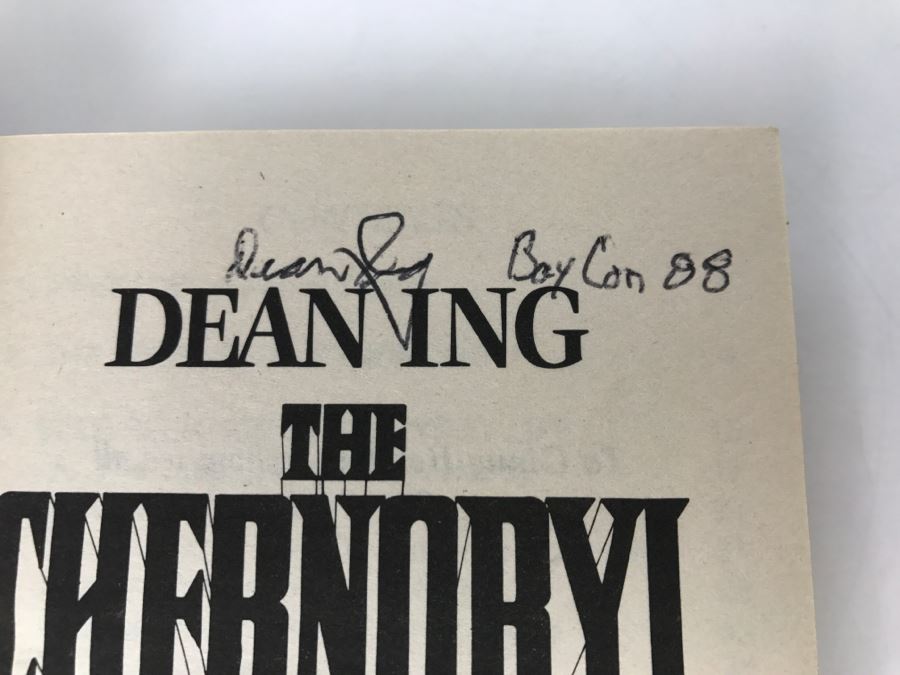 Dean Ing BayCon 88
DEAN ING
THE
CHERNOBYL